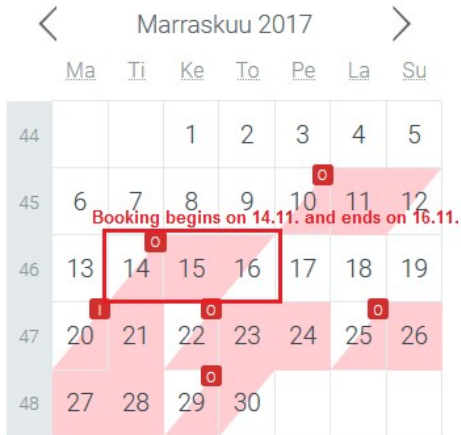 Marraskuu 2017
Ma Ti Ke To Pe La Su
44 1 2 3 4 5
O
45 6 7 8 9 10 11 12
Booking begins on 14.11. and ends on 16.11.
O
46 13 14 15 16 17 18 19
I O O
47 20 21 22 23 24 25 26
O
48 27 28 29 30